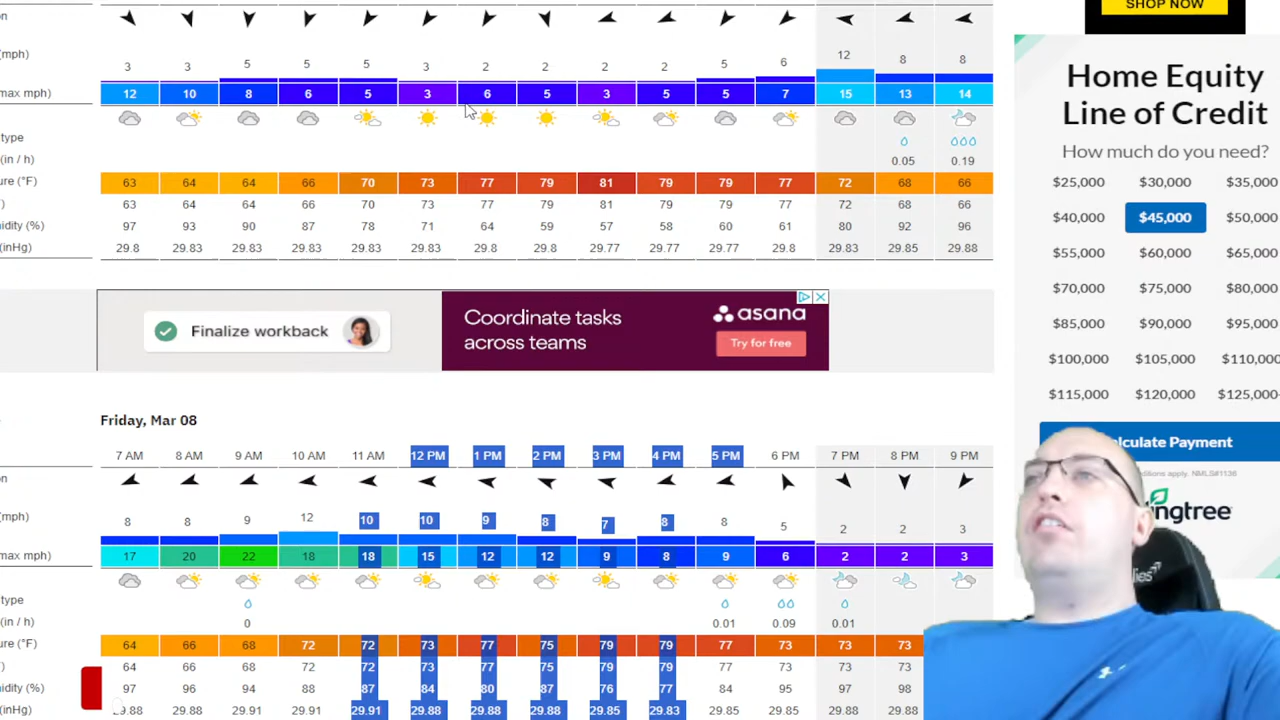 SHOP NOW
on
(mph) 3 3 5 5 5 3 2 2 2 2 5 6 12 8 8
max mph) 12 10 8 6 5 3 6 5 3 5 5 7 15 13 14
type
(in / h) 0.05 0.19
ure (°F) 63 64 64 66 70 73 77 79 81 79 79 77 72 68 66
) 63 64 64 66 70 73 77 79 81 79 79 77 72 68 66
idity (%) 97 93 90 87 78 71 64 59 57 58 60 61 80 92 96
(inHg) 29.8 29.83 29.83 29.83 29.83 29.83 29.8 29.8 29.77 29.77 29.77 29.8 29.83 29.85 29.88
Home Equity
Line of Credit
How much do you need?
$25,000 $30,000 $35,000
$40,000 $45,000 $50,000
$55,000 $60,000 $65,000
$70,000 $75,000 $80,000
$85,000 $90,000 $95,000
$100,000 $105,000 $110,000
$115,000 $120,000 $125,000+
alculate Payment
ditions apply. NMLS#1136
ingtree
Finalize workback
Coordinate tasks
across teams
asana
Try for free
Friday, Mar 08
7 AM 8 AM 9 AM 10 AM 11 AM 12 PM 1 PM 2 PM 3 PM 4 PM 5 PM 6 PM 7 PM 8 PM 9 PM
on
(mph) 8 8 9 12 10 10 9 8 7 8 8 5 2 2 3
max mph) 17 20 22 18 18 15 12 12 9 8 9 6 2 2 3
type
(in / h) 0 0.01 0.09 0.01
ure (°F) 64 66 68 72 72 73 77 75 79 79 77 73 73 73
) 64 66 68 72 72 73 77 75 79 79 77 73 73 73
idity (%) 97 96 94 88 87 84 80 87 76 77 84 95 97 98
(inHg) 29.88 29.88 29.91 29.91 29.91 29.88 29.88 29.88 29.85 29.83 29.85 29.85 29.88 29.88